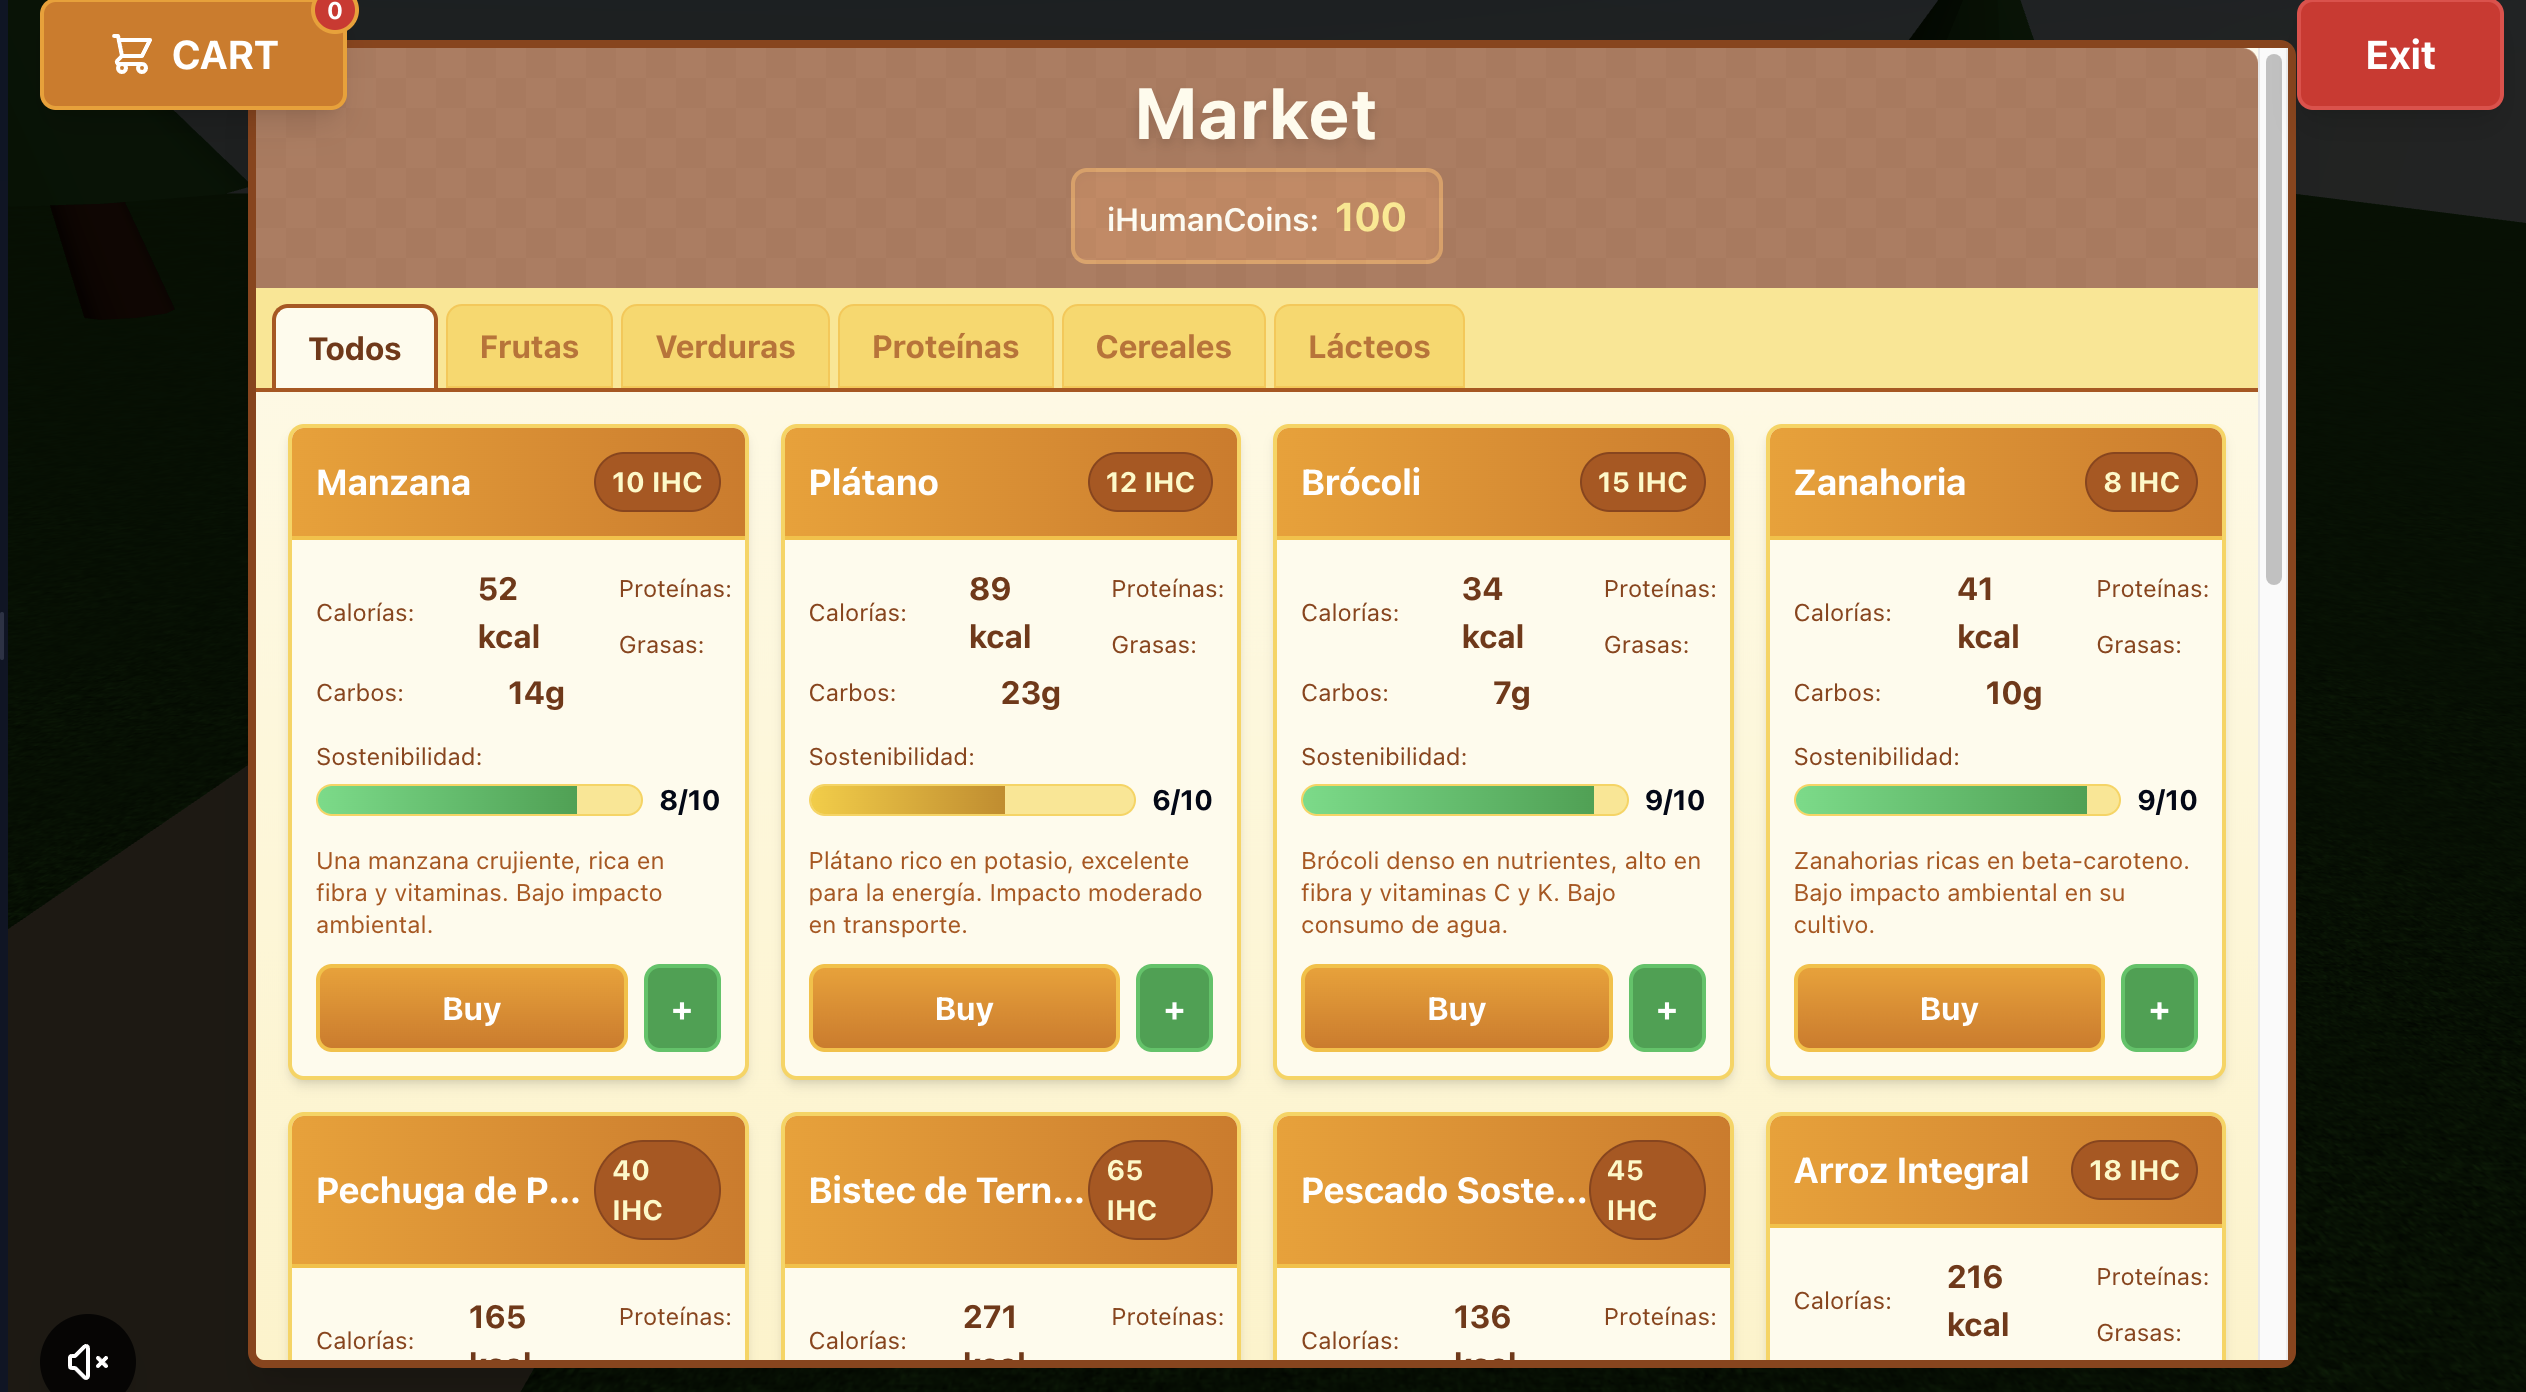 0
CART
Exit
Market
iHumanCoins: 100
Todos
Frutas
Verduras
Proteínas
Cereales
Lácteos
Manzana
10 IHC
Calorías:
52
kcal
Proteínas:
Grasas:
Carbos:
14g
Sostenibilidad:
8/10
Una manzana crujiente, rica en
fibra y vitaminas. Bajo impacto
ambiental.
Buy
+
Plátano
12 IHC
Calorías:
89
kcal
Proteínas:
Grasas:
Carbos:
23g
Sostenibilidad:
6/10
Plátano rico en potasio, excelente
para la energía. Impacto moderado
en transporte.
Buy
+
Brócoli
15 IHC
Calorías:
34
kcal
Proteínas:
Grasas:
Carbos:
7g
Sostenibilidad:
9/10
Brócoli denso en nutrientes, alto en
fibra y vitaminas C y K. Bajo
consumo de agua.
Buy
+
Zanahoria
8 IHC
Calorías:
41
kcal
Proteínas:
Grasas:
Carbos:
10g
Sostenibilidad:
9/10
Zanahorias ricas en beta-caroteno.
Bajo impacto ambiental en su
cultivo.
Buy
+
Pechuga de P...
40
IHC
Calorías:
165
kcal
Proteínas:
Bistec de Tern...
65
IHC
Calorías:
271
kcal
Proteínas:
Pescado Soste...
45
IHC
Calorías:
136
kcal
Proteínas:
Arroz Integral
18 IHC
Calorías:
216
kcal
Proteínas:
Grasas: